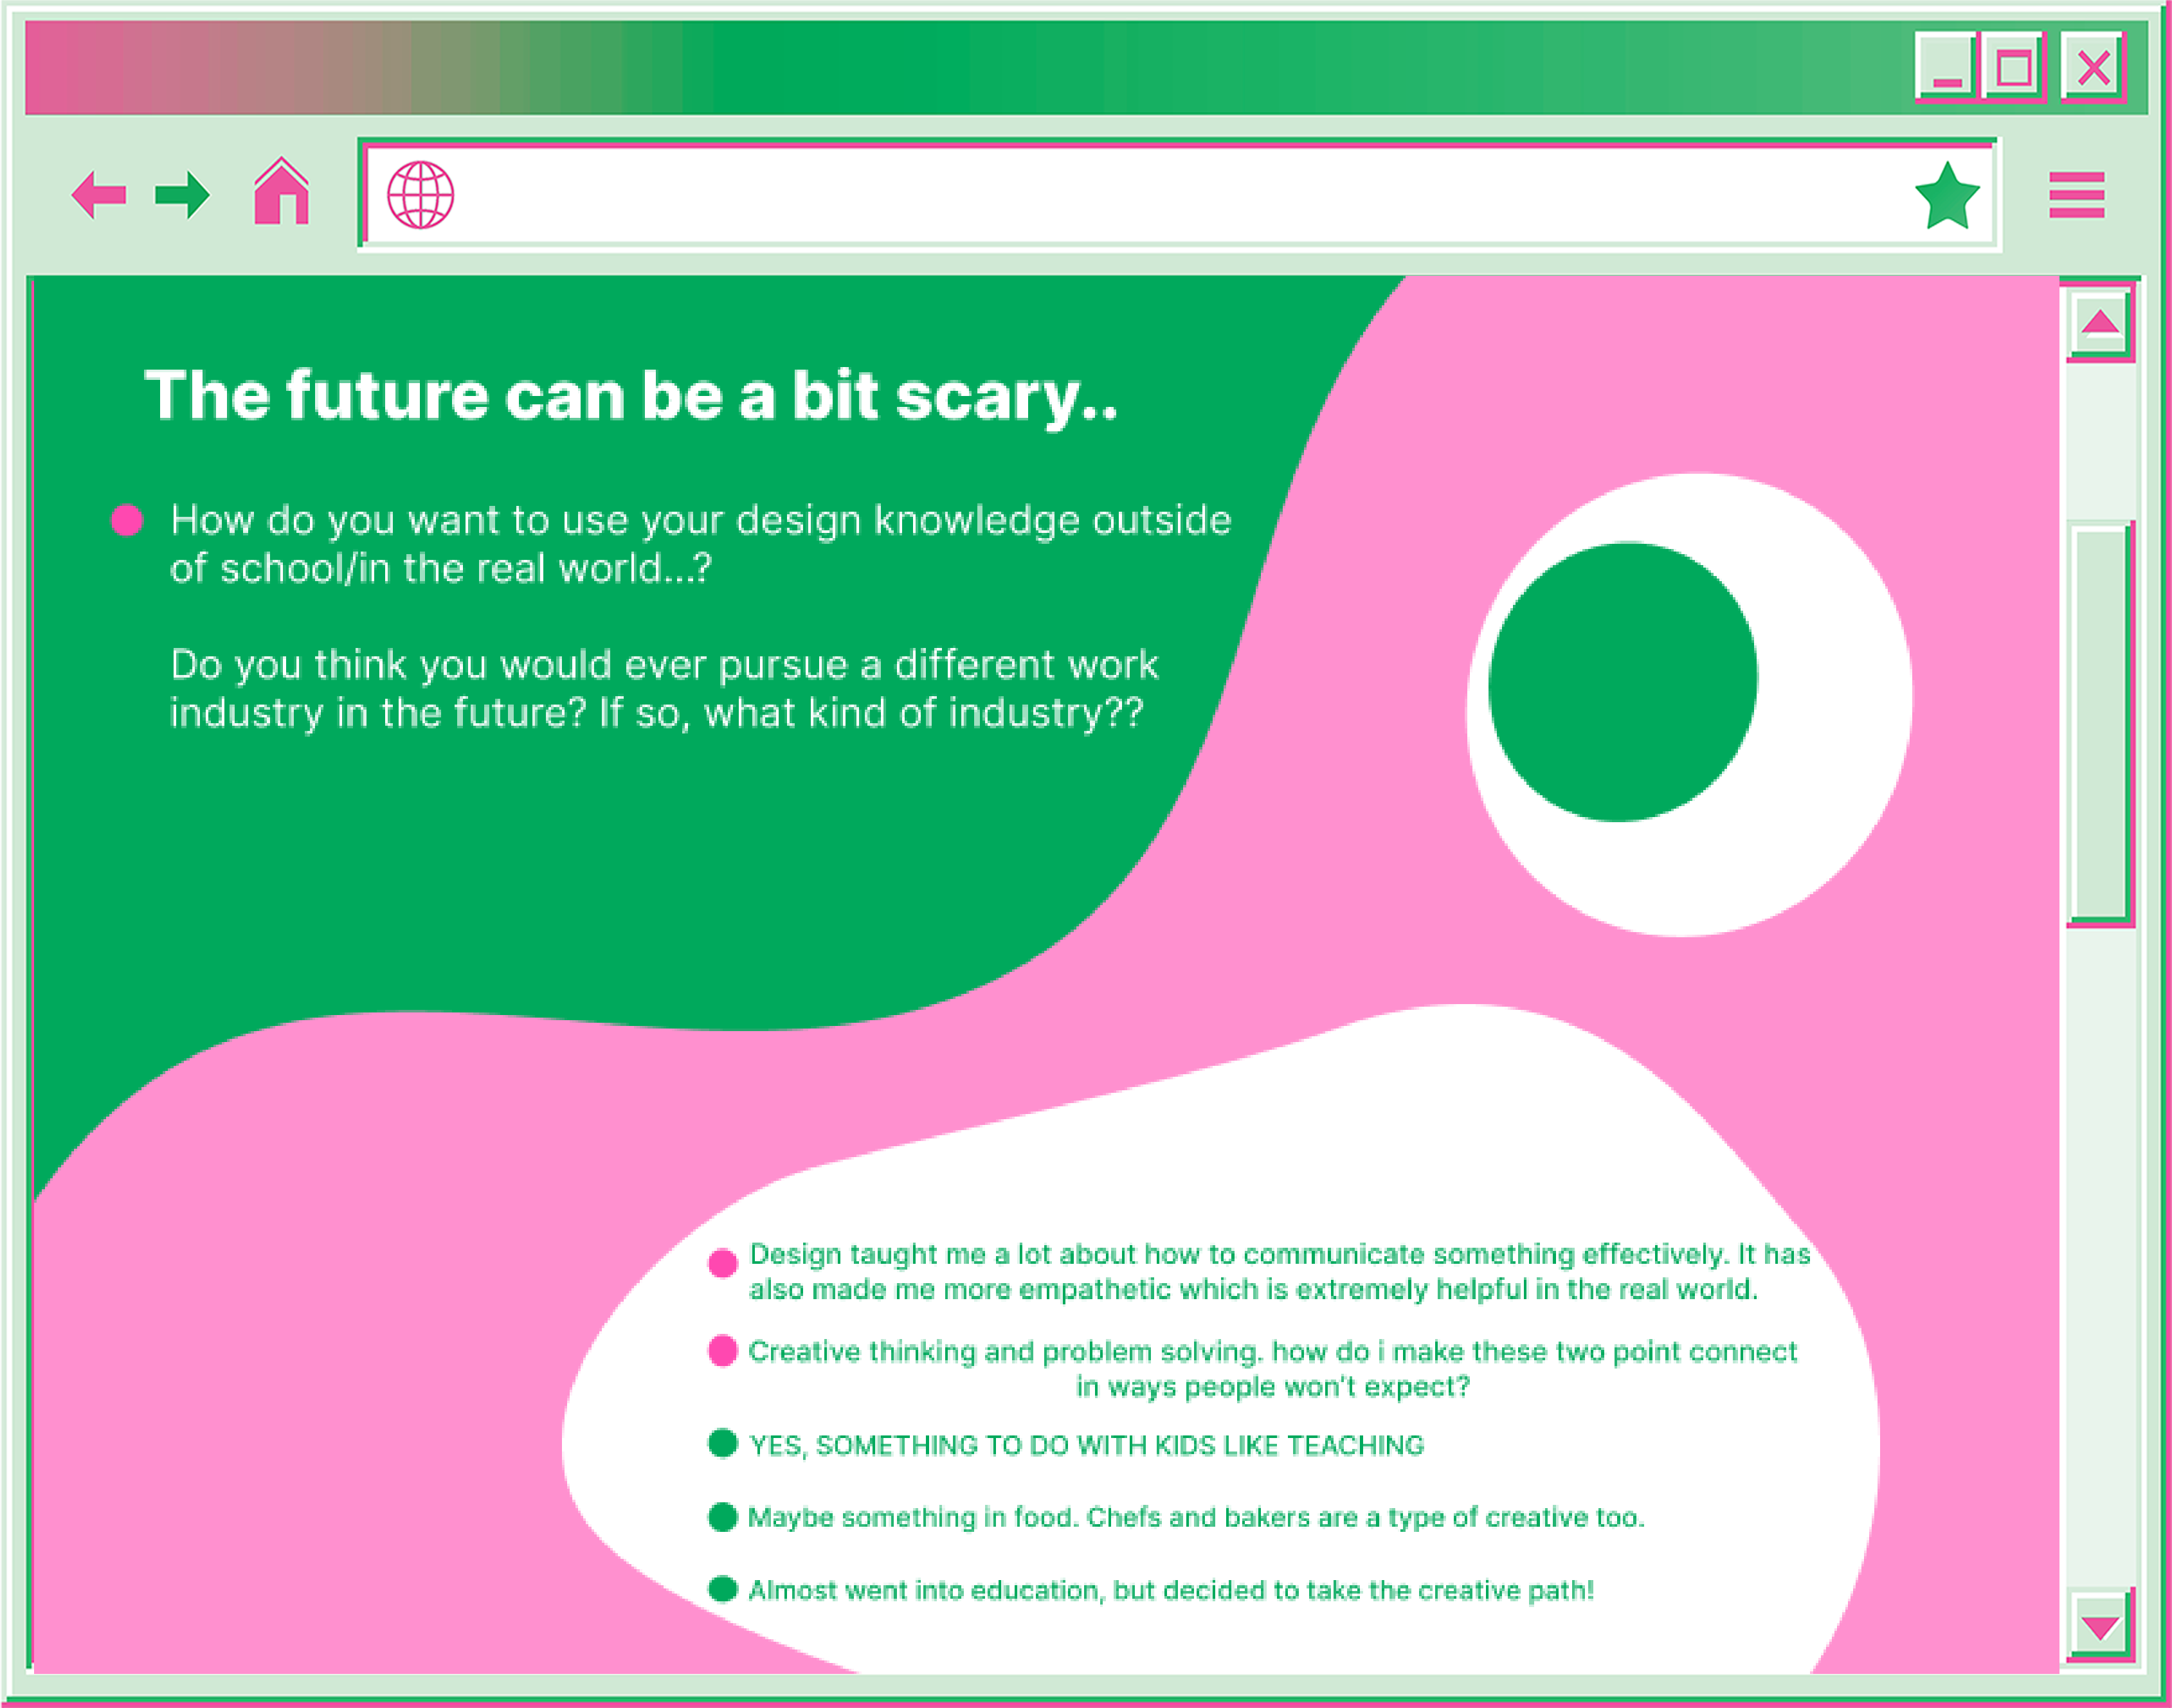 The future can be a bit scary..
How do you want to use your design knowledge outside
of school/in the real world...?
Do you think you would ever pursue a different work
industry in the future? If so, what kind of industry??
Design taught me a lot about how to communicate something effectively. It has
also made me more empathetic which is extremely helpful in the real world.
Creative thinking and problem solving. how do i make these two point connect
in ways people won't expect?
YES, SOMETHING TO DO WITH KIDS LIKE TEACHING
Maybe something in food. Chefs and bakers are a type of creative too.
Almost went into education, but decided to take the creative path!